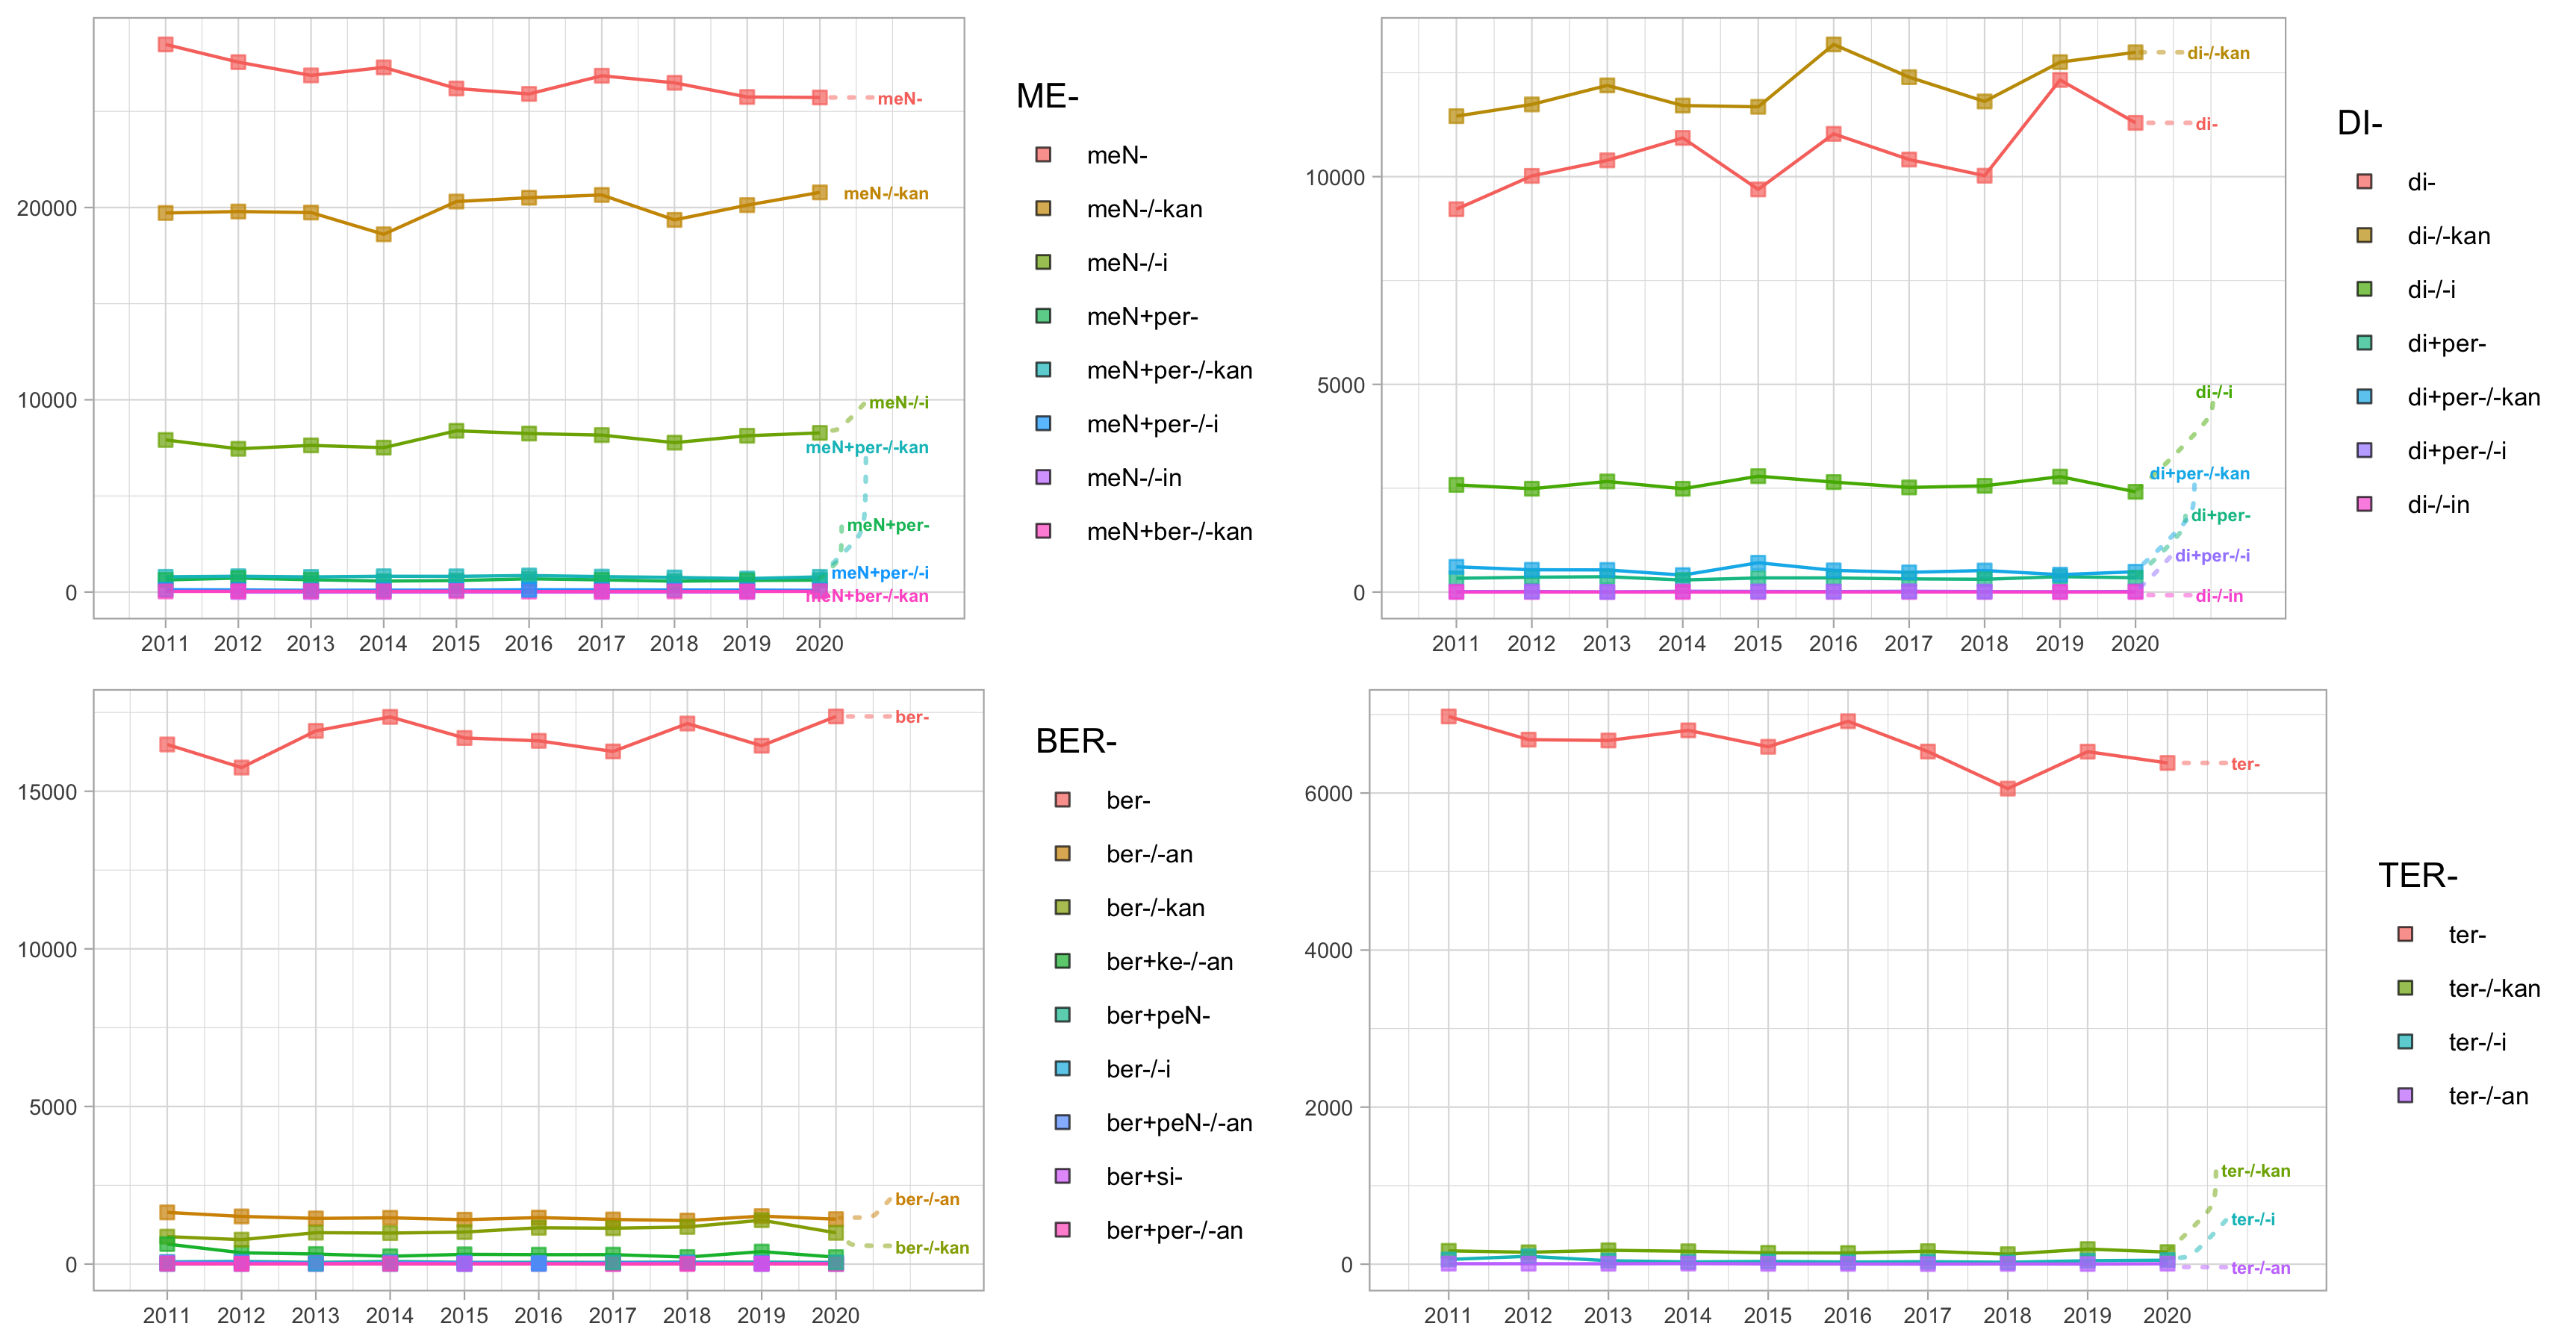 20000
10000
0
2011 2012 2013 2014 2015 2016 2017 2018 2019 2020
meN-
meN-/-kan
meN-/-i
meN+per-/-kan
meN+per-
meN+per-/-i
meN+ber-/-kan
ME-
meN-
meN-/-kan
meN-/-i
meN+per-
meN+per-/-kan
meN+per-/-i
meN-/-in
meN+ber-/-kan
10000
5000
0
2011 2012 2013 2014 2015 2016 2017 2018 2019 2020
di-/-kan
di-
di-/-i
di+per-/-kan
di+per-
di+per-/-i
di-/-in
DI-
di-
di-/-kan
di-/-i
di+per-
di+per-/-kan
di+per-/-i
di-/-in
15000
10000
5000
0
2011 2012 2013 2014 2015 2016 2017 2018 2019 2020
ber-
ber-/-an
ber-/-kan
BER-
ber-
ber-/-an
ber-/-kan
ber+ke-/-an
ber+peN-
ber-/-i
ber+peN-/-an
ber+si-
ber+per-/-an
6000
4000
2000
0
2011 2012 2013 2014 2015 2016 2017 2018 2019 2020
ter-
ter-/-kan
ter-/-i
ter-/-an
TER-
ter-
ter-/-kan
ter-/-i
ter-/-an